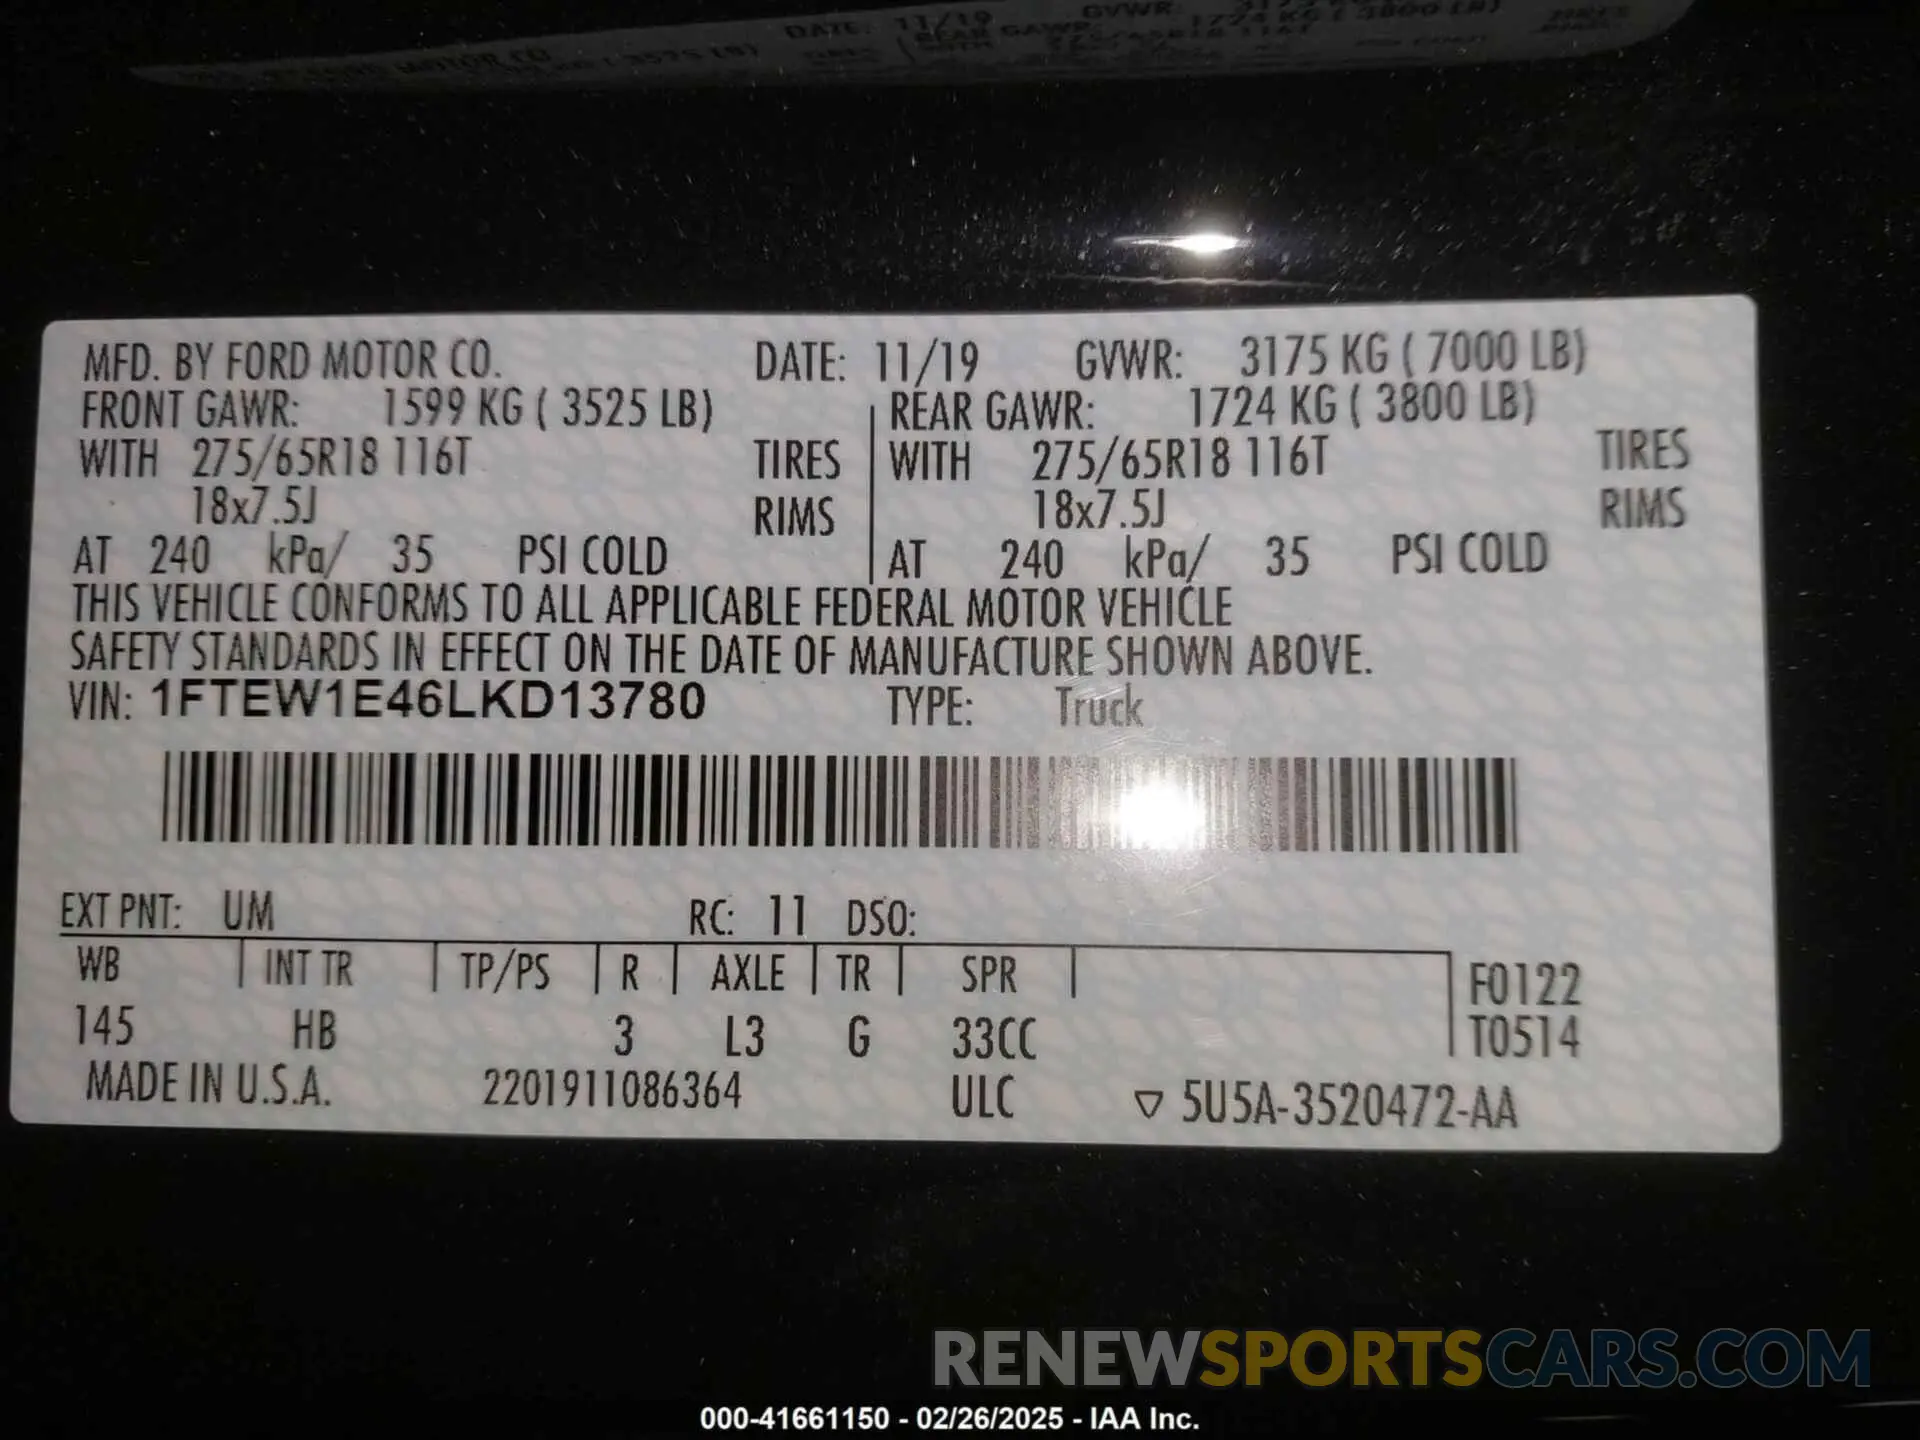 DATE: 11/19 GVWR:
MOTOR CO
MFD. BY FORD MOTOR CO. DATE: 11/19 GVWR: 3175 KG ( 7000 LB)
FRONT GAWR: 1599 KG ( 3525 LB) REAR GAWR: 1724 KG ( 3800 LB)
WITH 275/65R18 116T TIRES WITH 275/65R18 116T TIRES
18x7.5J RIMS 18x7.5J RIMS
AT 240 kPa/ 35 PSI COLD AT 240 kPa/ 35 PSI COLD
THIS VEHICLE CONFORMS TO ALL APPLICABLE FEDERAL MOTOR VEHICLE
SAFETY STANDARDS IN EFFECT ON THE DATE OF MANUFACTURE SHOWN ABOVE.
VIN: 1FTEW1E46LKD13780 TYPE: Truck
EXT PNT: UM RC: 11 DSO:
WB INT TR TP/PS R AXLE TR SPR F0122
145 HB 3 L3 G 33CC T0514
MADE IN U.S.A. 2201911086364 ULC ▽ 5U5A-3520472-AA
RENEWSPORTSCARS.COM
000-41661150 - 02/26/2025 - IAA Inc.